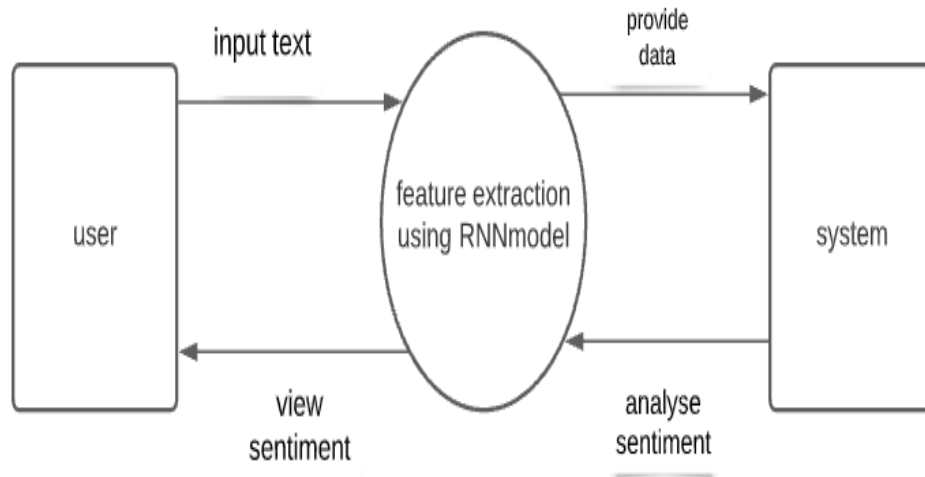 input text
provide
data
user
feature extraction
using RNNmodel
system
view
sentiment
analyse
sentiment